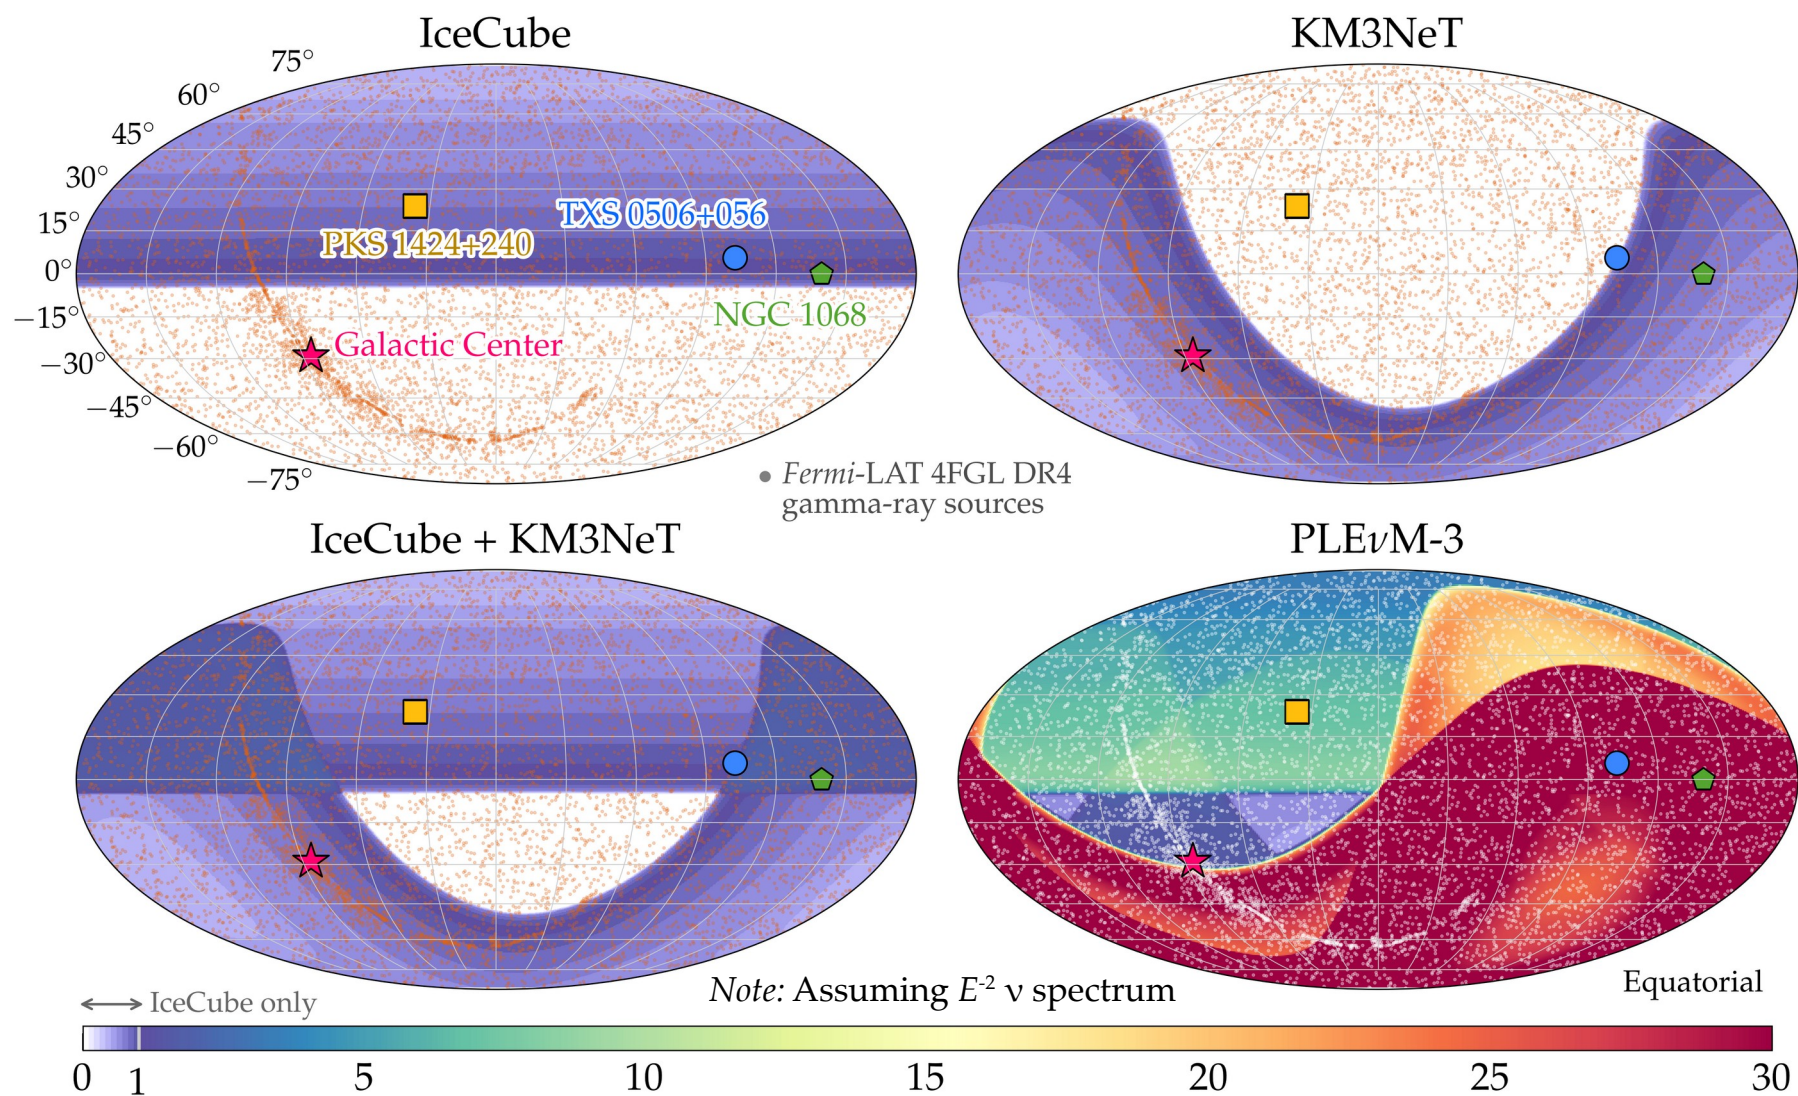 IceCube
KM3NeT
75°
60°
45°
30°
15°
0°
−15°
−30°
−45°
−60°
−75°
TXS 0506+056
PKS 1424+240
NGC 1068
Galactic Center
Fermi-LAT 4FGL DR4
gamma-ray sources
IceCube + KM3NeT
PLEνM-3
Equatorial
IceCube only
Note: Assuming E⁻² ν spectrum
0 1 5 10 15 20 25 30